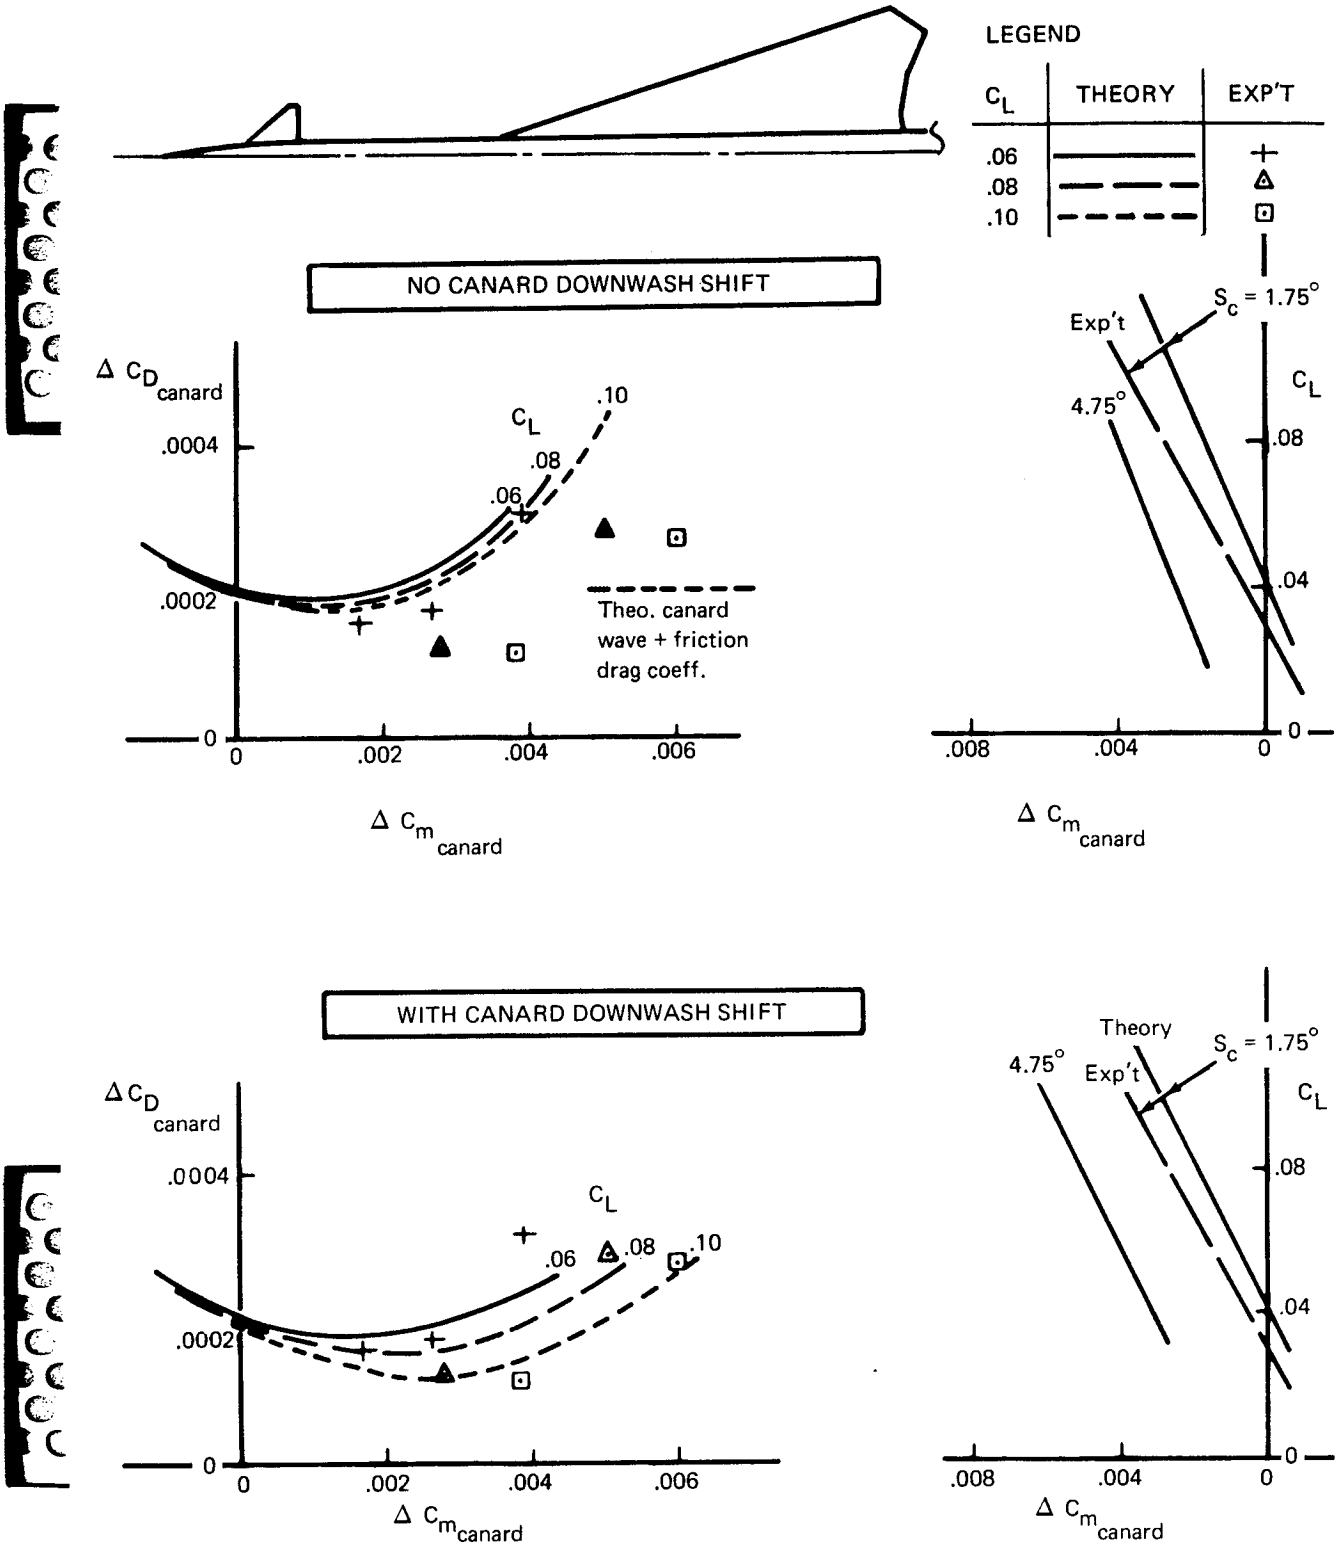 LEGEND
C_L THEORY EXP'T
.06
.08
.10
NO CANARD DOWNWASH SHIFT
Δ C_D canard
.0004
.0002
0
C_L
.06
.08
.10
Theo. canard
wave + friction
drag coeff.
0 .002 .004 .006
Δ C_m canard
S_c = 1.75°
Exp't
4.75°
C_L
.08
.04
0
.008 .004 0
Δ C_m canard
WITH CANARD DOWNWASH SHIFT
Δ C_D canard
.0004
.0002
0
C_L
.06 .08 .10
0 .002 .004 .006
Δ C_m canard
Theory
S_c = 1.75°
4.75°
Exp't
C_L
.08
.04
0
.008 .004 0
Δ C_m canard